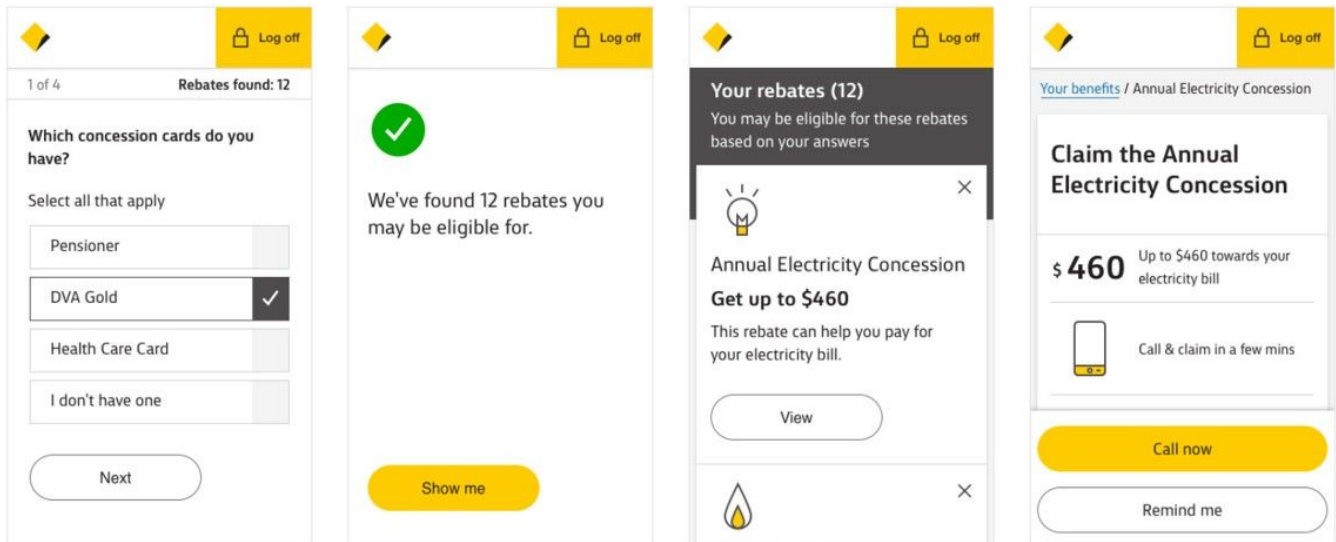 Log off
1 of 4 Rebates found: 12
Which concession cards do you
have?
Select all that apply
Pensioner
DVA Gold
Health Care Card
I don't have one
Next
Log off
We've found 12 rebates you
may be eligible for.
Show me
Log off
Your rebates (12)
You may be eligible for these rebates
based on your answers
Annual Electricity Concession
Get up to $460
This rebate can help you pay for
your electricity bill.
View
Log off
Your benefits / Annual Electricity Concession
Claim the Annual
Electricity Concession
$ 460
Up to $460 towards your
electricity bill
Call & claim in a few mins
Call now
Remind me